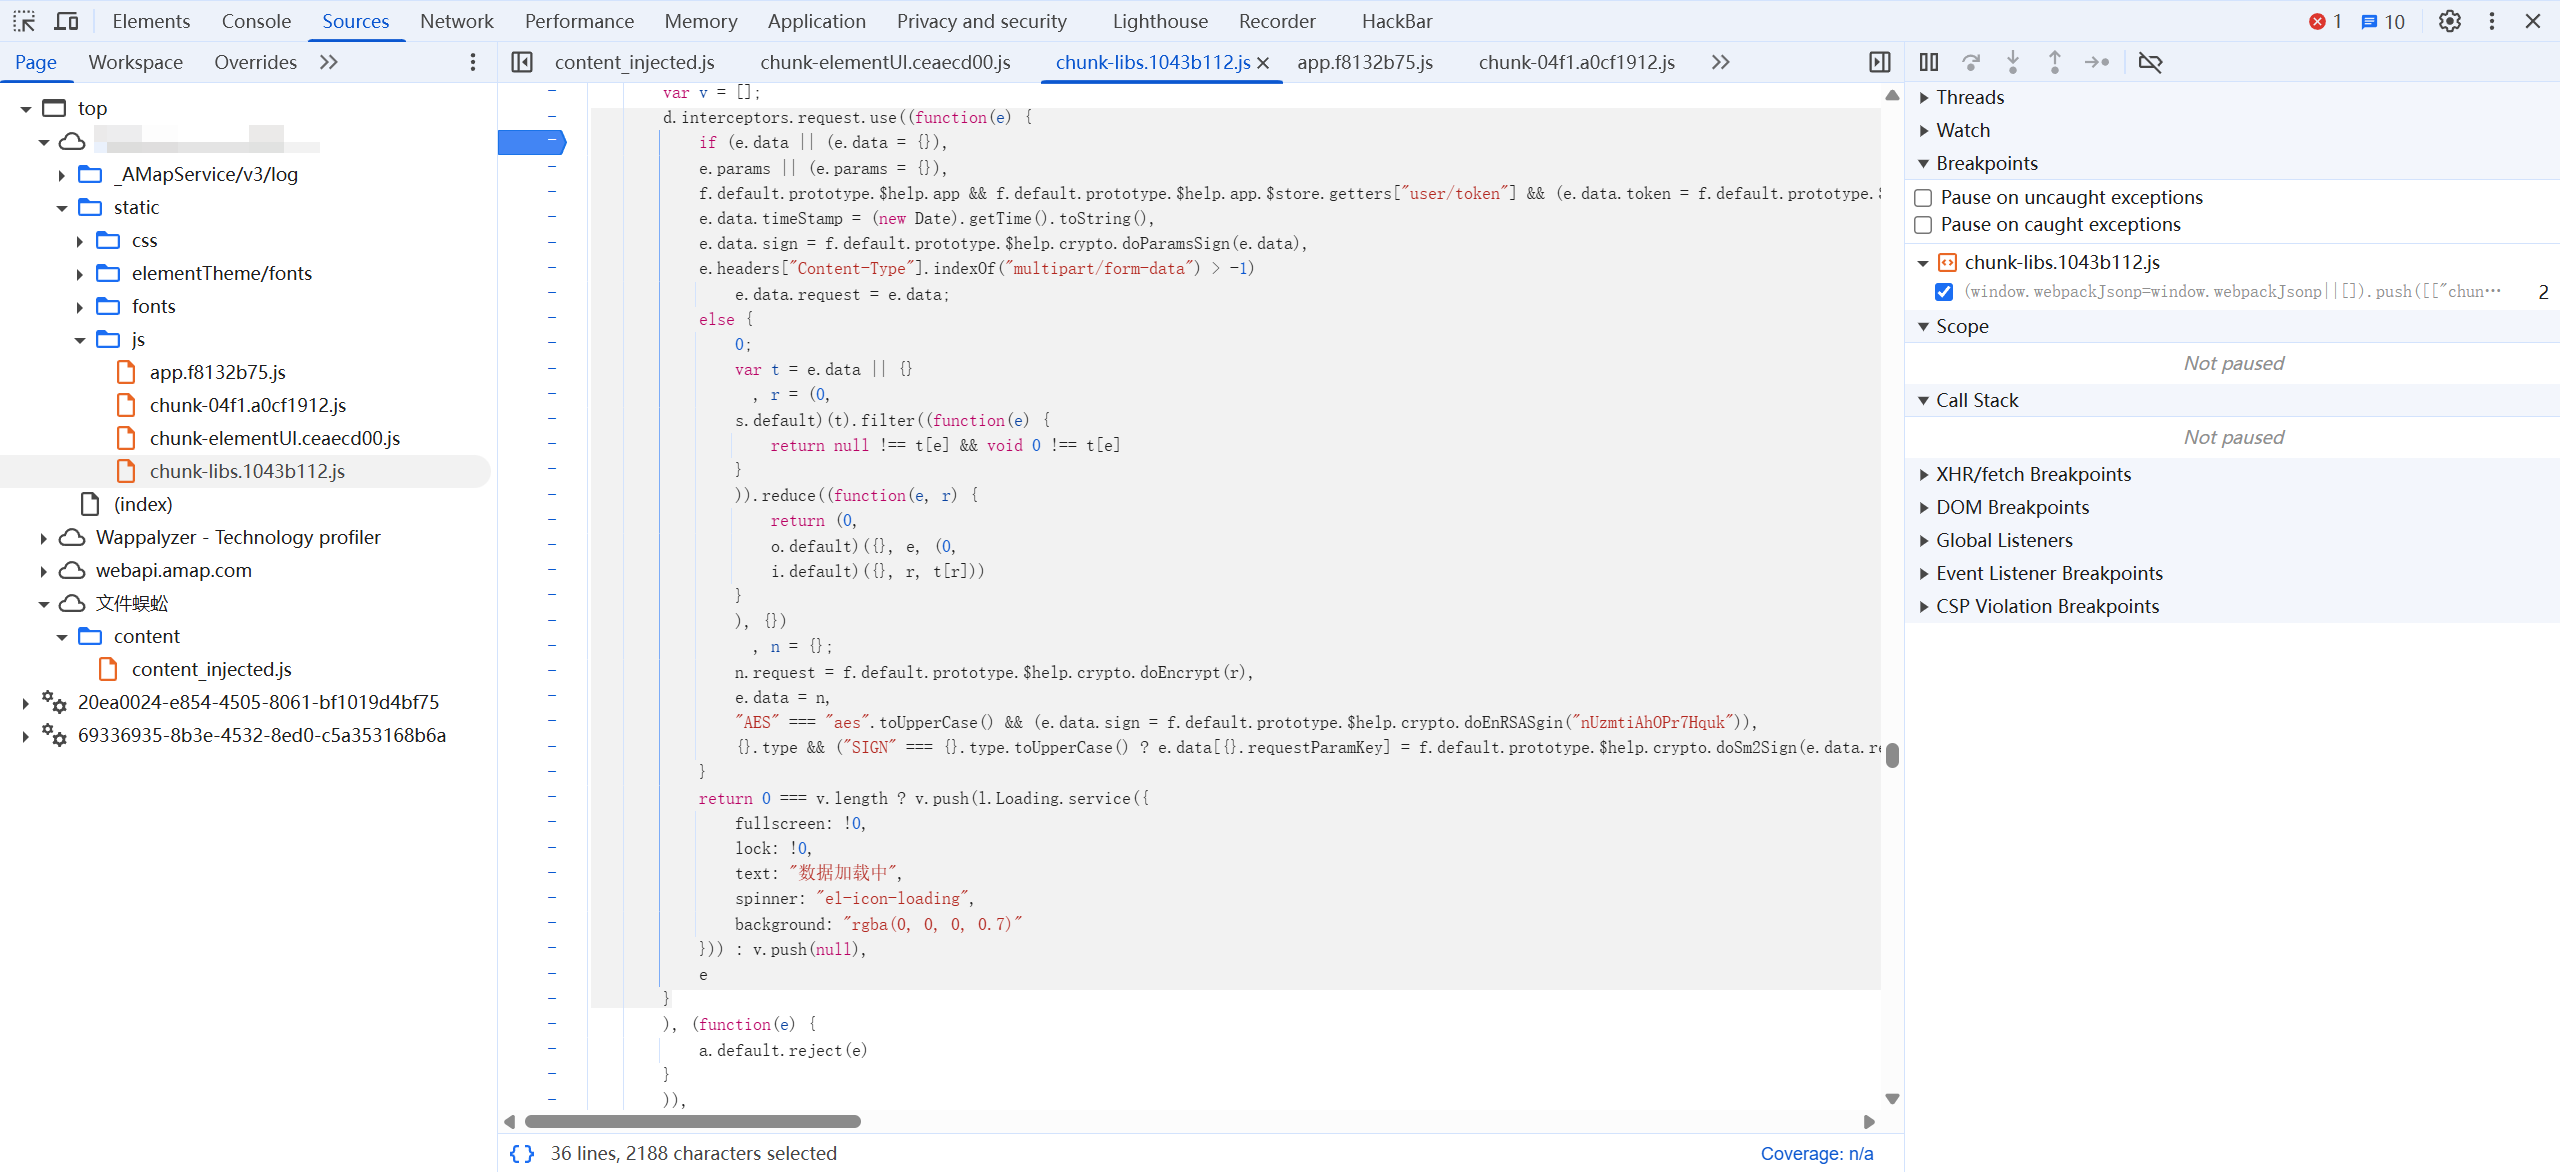 Elements Console Sources Network Performance Memory Application Privacy and security Lighthouse Recorder HackBar 1 10
Page Workspace Overrides
content_injected.js chunk-elementUI.ceaecd00.js chunk-libs.1043b112.js app.f8132b75.js chunk-04f1.a0cf1912.js
top
_AMapService/v3/log
static
css
elementTheme/fonts
fonts
js
app.f8132b75.js
chunk-04f1.a0cf1912.js
chunk-elementUI.ceaecd00.js
chunk-libs.1043b112.js
(index)
Wappalyzer - Technology profiler
webapi.amap.com
文件蜈蚣
content
content_injected.js
20ea0024-e854-4505-8061-bf1019d4bf75
69336935-8b3e-4532-8ed0-c5a353168b6a
var v = [];
d.interceptors.request.use((function(e) {
if (e.data || (e.data = {}),
e.params || (e.params = {}),
f.default.prototype.$help.app && f.default.prototype.$help.app.$store.getters["user/token"] && (e.data.token = f.default.prototype.
e.data.timeStamp = (new Date).getTime().toString(),
e.data.sign = f.default.prototype.$help.crypto.doParamsSign(e.data),
e.headers["Content-Type"].indexOf("multipart/form-data") > -1)
e.data.request = e.data;
else {
0;
var t = e.data || {}
, r = (0,
s.default)(t).filter((function(e) {
return null !== t[e] && void 0 !== t[e]
}
)).reduce((function(e, r) {
return (0,
o.default)({}, e, (0,
i.default)({}, r, t[r]))
}
), {})
, n = {};
n.request = f.default.prototype.$help.crypto.doEncrypt(r),
e.data = n,
"AES" === "aes".toUpperCase() && (e.data.sign = f.default.prototype.$help.crypto.doEnRSASgin("nUzmtiAhOPr7Hquk")),
{}.type && ("SIGN" === {}.type.toUpperCase() ? e.data[{}.requestParamKey] = f.default.prototype.$help.crypto.doSm2Sign(e.data.re
}
return 0 === v.length ? v.push(l.Loading.service({
fullscreen: !0,
lock: !0,
text: "数据加载中",
spinner: "el-icon-loading",
background: "rgba(0, 0, 0, 0.7)"
})) : v.push(null),
e
}
), (function(e) {
a.default.reject(e)
}
)),
{} 36 lines, 2188 characters selected Coverage: n/a
Threads
Watch
Breakpoints
Pause on uncaught exceptions
Pause on caught exceptions
chunk-libs.1043b112.js
(window.webpackJsonp=window.webpackJsonp||[]).push([["chun… 2
Scope
Not paused
Call Stack
Not paused
XHR/fetch Breakpoints
DOM Breakpoints
Global Listeners
Event Listener Breakpoints
CSP Violation Breakpoints